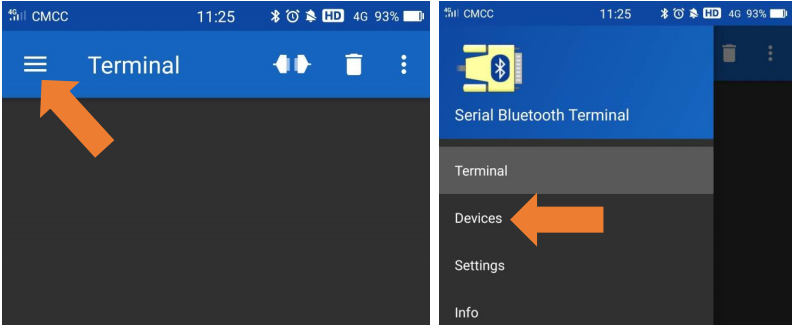 CMCC 11:25 HD 4G 93%
Terminal
4G CMCC 11:25 HD 4G 93%
Serial Bluetooth Terminal
Terminal
Devices
Settings
Info